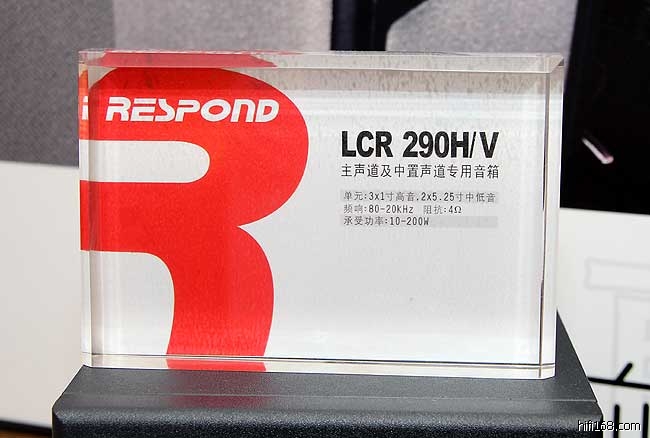 RESPOND
LCR 290H/V
主声道及中置声道专用音箱
单元:3x1寸高音,2x5.25寸中低音
频响:80-20kHz 阻抗:4Ω
承受功率:10-200W
hifi168.com